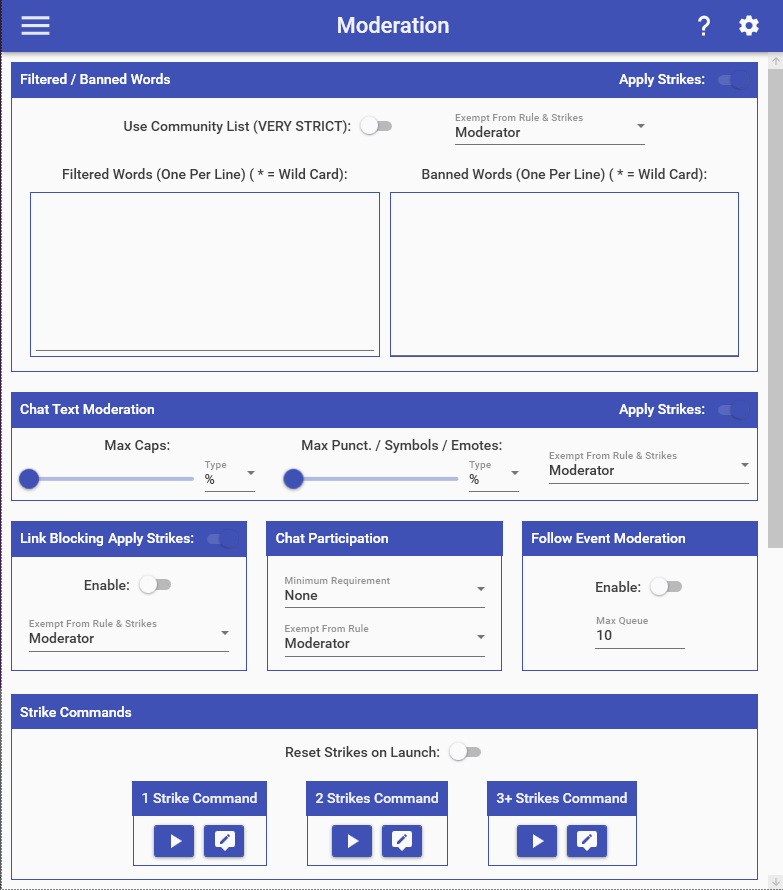 Moderation
?
Filtered / Banned Words
Apply Strikes:
Use Community List (VERY STRICT):
Exempt From Rule & Strikes
Moderator
Filtered Words (One Per Line) ( * = Wild Card):
Banned Words (One Per Line) ( * = Wild Card):
Chat Text Moderation
Apply Strikes:
Max Caps:
Type
%
Max Punct. / Symbols / Emotes:
Type
%
Exempt From Rule & Strikes
Moderator
Link Blocking Apply Strikes:
Enable:
Exempt From Rule & Strikes
Moderator
Chat Participation
Minimum Requirement
None
Exempt From Rule
Moderator
Follow Event Moderation
Enable:
Max Queue
10
Strike Commands
Reset Strikes on Launch:
1 Strike Command
2 Strikes Command
3+ Strikes Command